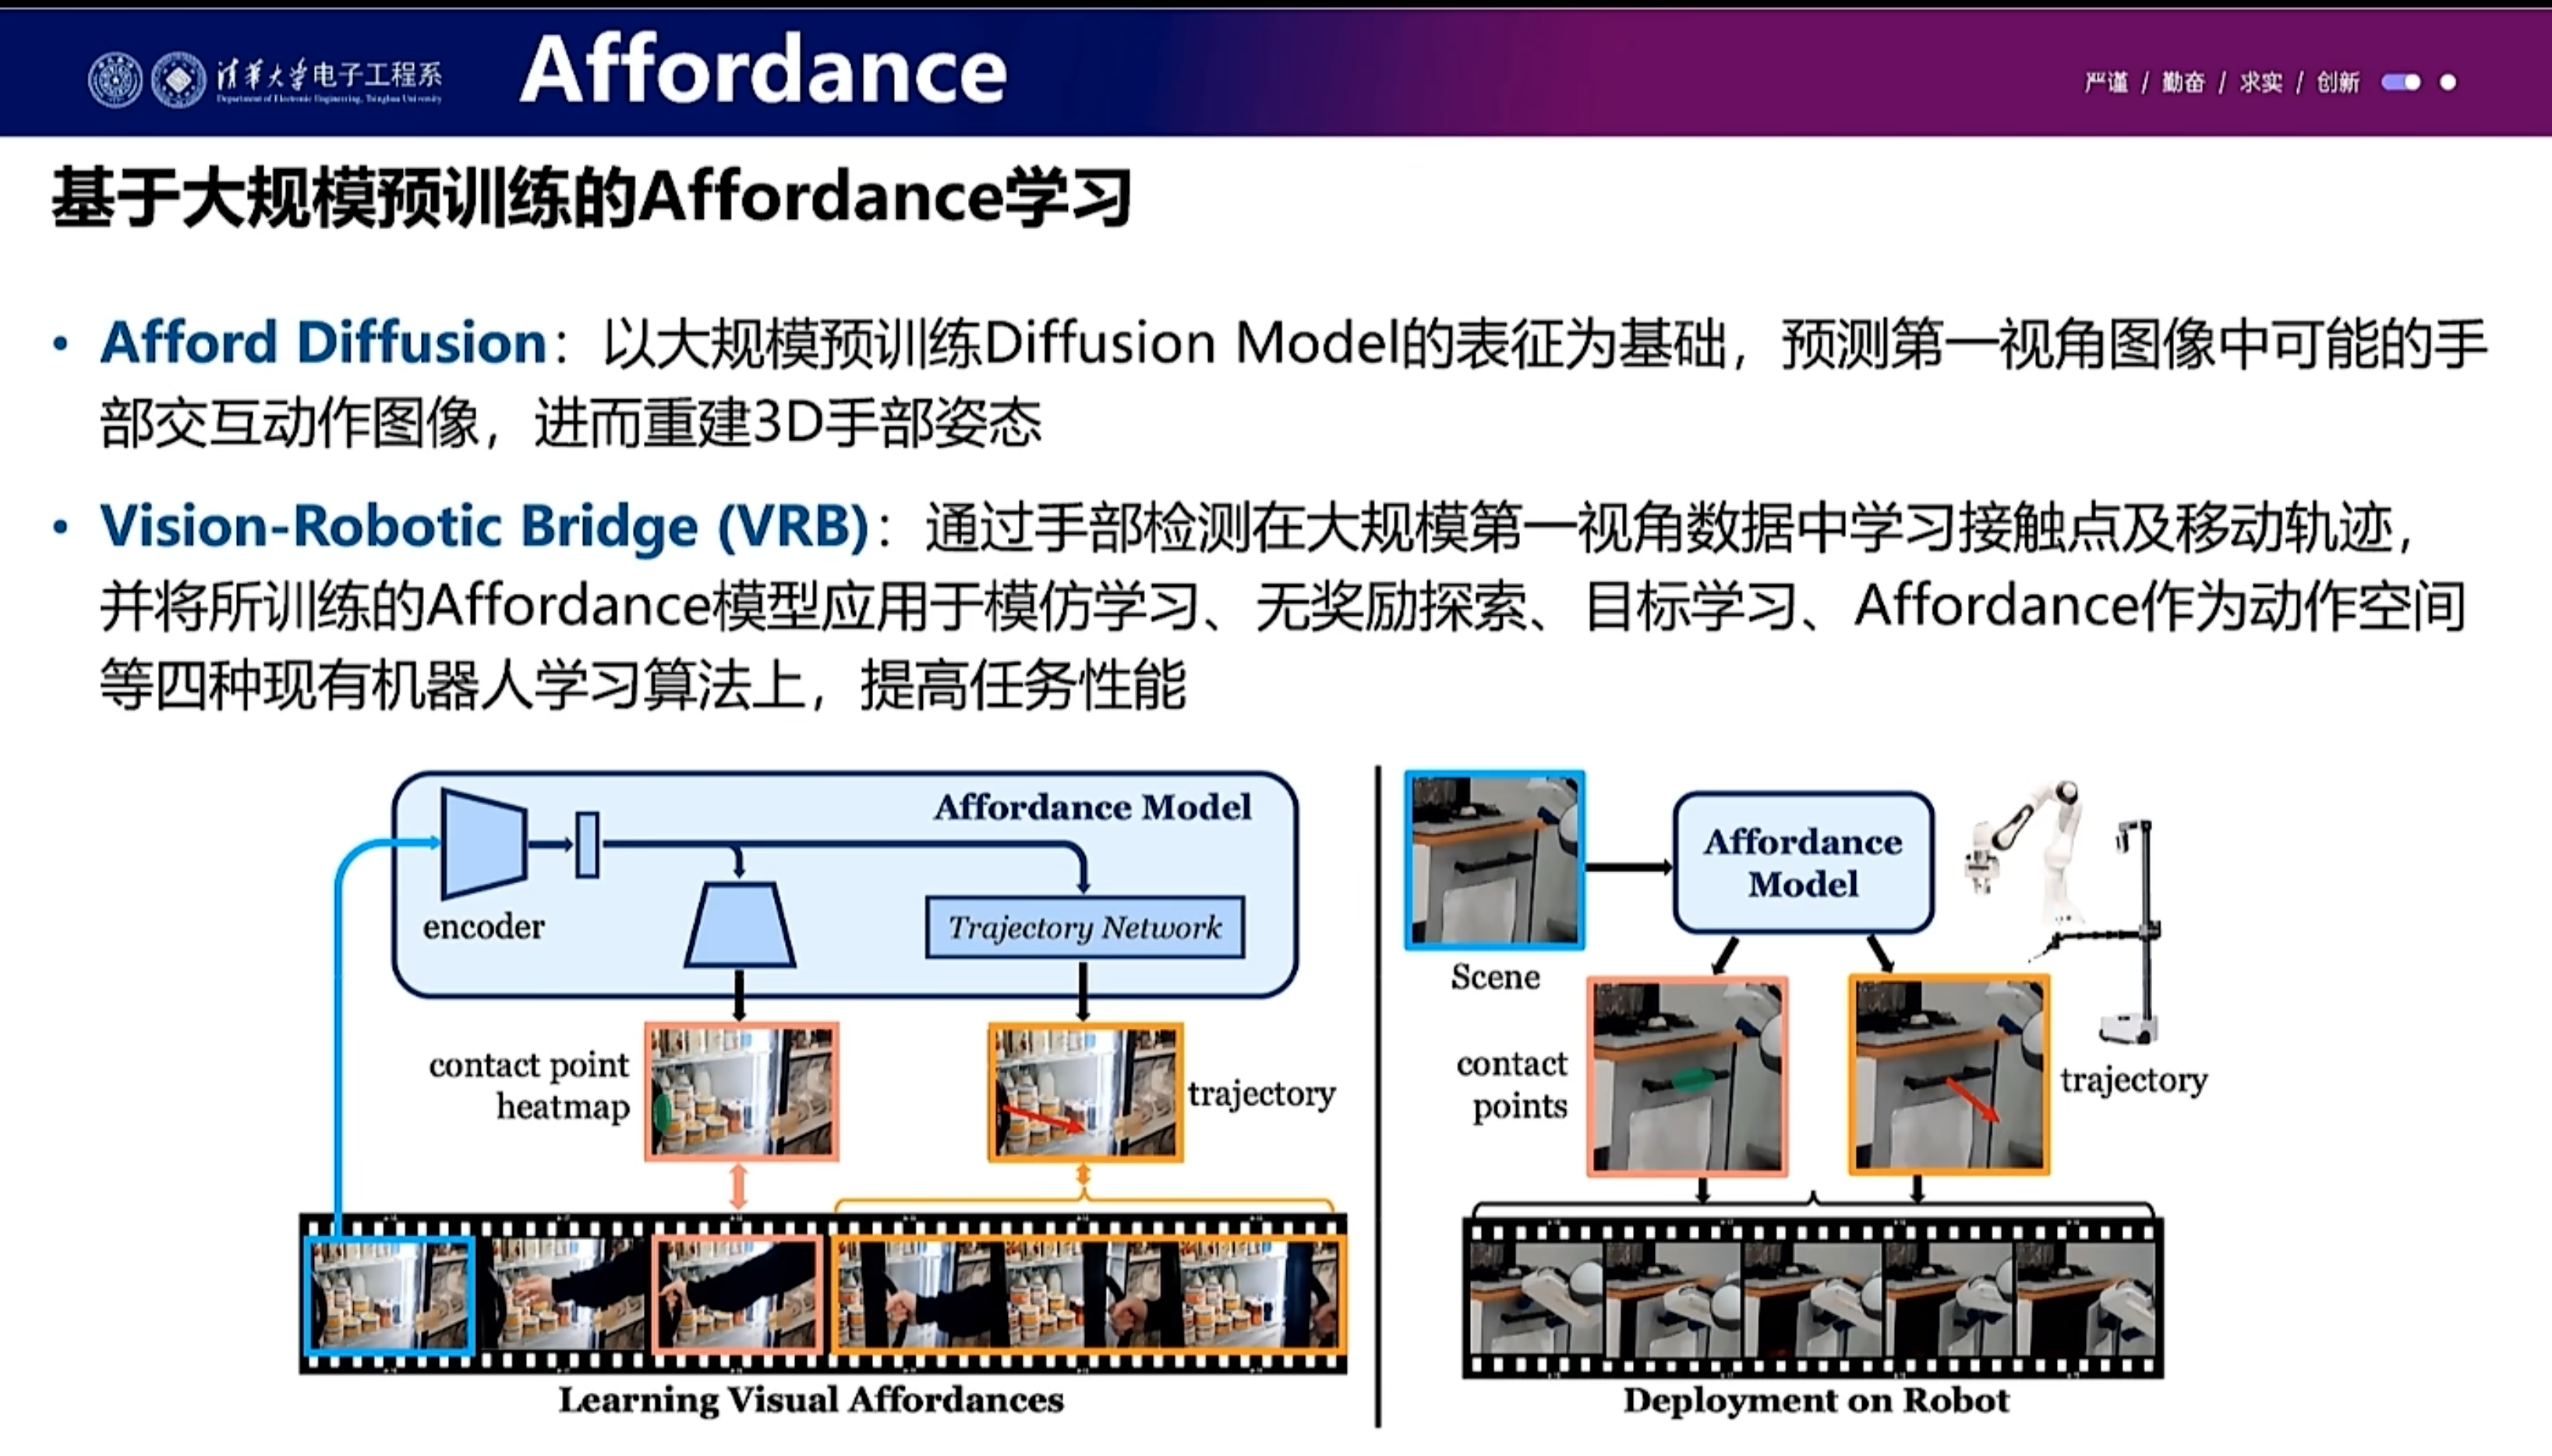 清华大学电子工程系
Department of Electronic Engineering, Tsinghua University
Affordance
严谨 / 勤奋 / 求实 / 创新
基于大规模预训练的Affordance学习
• Afford Diffusion：以大规模预训练Diffusion Model的表征为基础，预测第一视角图像中可能的手
部交互动作图像，进而重建3D手部姿态
• Vision-Robotic Bridge (VRB)：通过手部检测在大规模第一视角数据中学习接触点及移动轨迹，
并将所训练的Affordance模型应用于模仿学习、无奖励探索、目标学习、Affordance作为动作空间
等四种现有机器人学习算法上，提高任务性能
Affordance Model
encoder
Trajectory Network
contact point
heatmap
trajectory
Learning Visual Affordances
Affordance
Model
Scene
contact
points
trajectory
Deployment on Robot